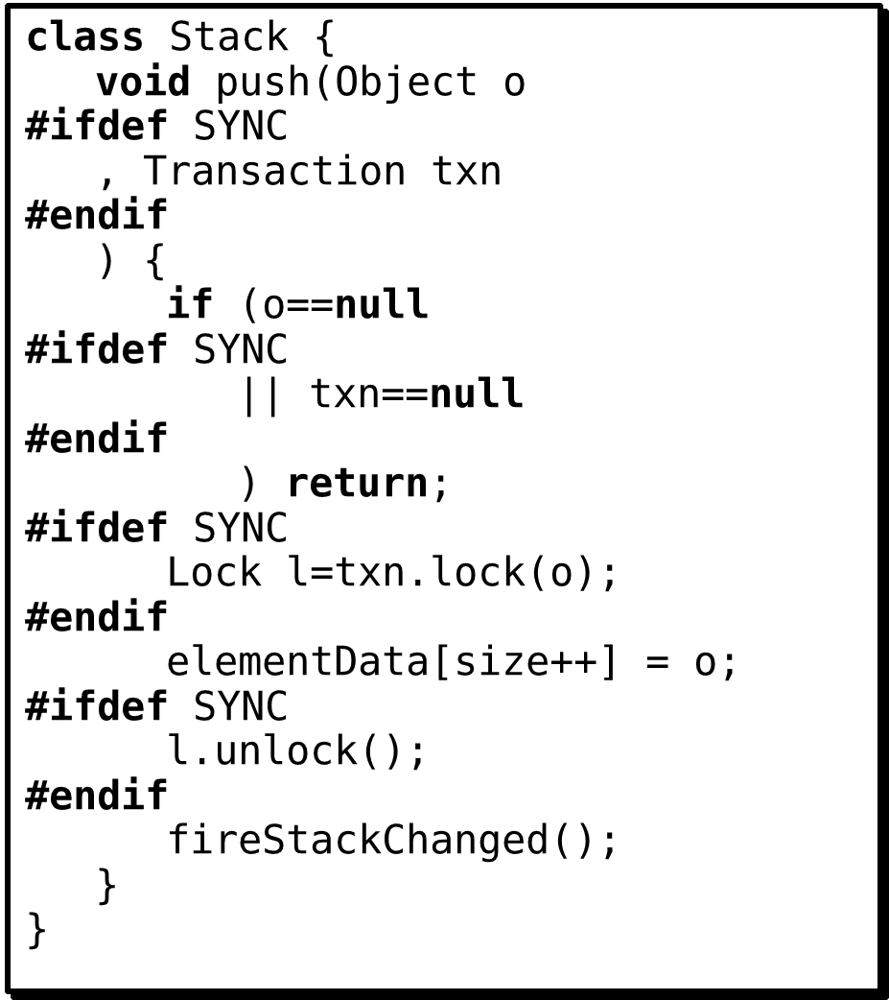 class Stack {
   void push(Object o
#ifdef SYNC
   , Transaction txn
#endif
   ) {
      if (o==null
#ifdef SYNC
         || txn==null
#endif
         ) return;
#ifdef SYNC
      Lock l=txn.lock(o);
#endif
      elementData[size++] = o;
#ifdef SYNC
      l.unlock();
#endif
      fireStackChanged();
   }
}